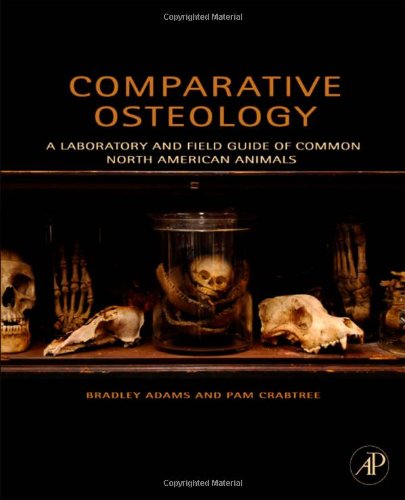 Copyrighted Material
COMPARATIVE
OSTEOLOGY
A LABORATORY AND FIELD GUIDE OF COMMON
NORTH AMERICAN ANIMALS
BRADLEY ADAMS AND PAM CRABTREE
AP
Copyrighted Material